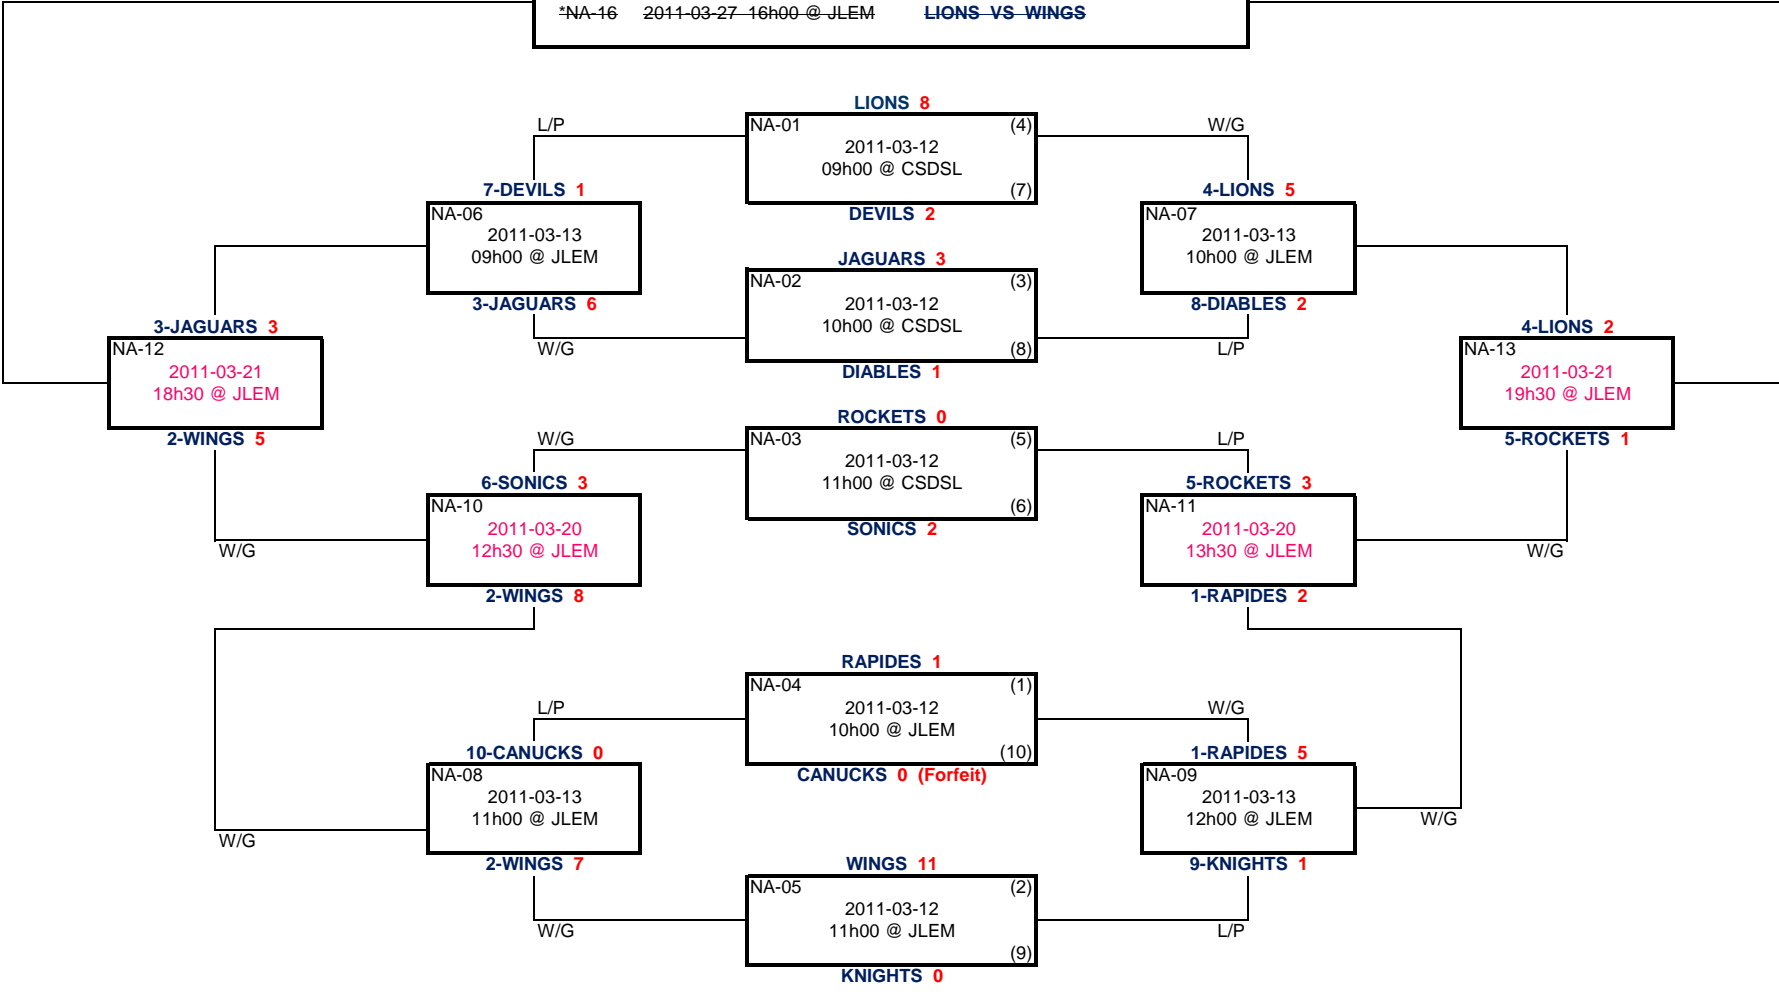 *NA-16 2011-03-27 16h00 @ JLEM LIONS VS WINGS
LIONS 8
L/P
NA-01 (4)
W/G
2011-03-12
09h00 @ CSDSL
(7)
DEVILS 2
7-DEVILS 1
NA-06
2011-03-13
09h00 @ JLEM
3-JAGUARS 6
W/G
4-LIONS 5
NA-07
2011-03-13
10h00 @ JLEM
8-DIABLES 2
L/P
JAGUARS 3
NA-02 (3)
2011-03-12
10h00 @ CSDSL
(8)
DIABLES 1
3-JAGUARS 3
NA-12
2011-03-21
18h30 @ JLEM
2-WINGS 5
W/G
4-LIONS 2
NA-13
2011-03-21
19h30 @ JLEM
5-ROCKETS 1
W/G
ROCKETS 0
W/G
NA-03 (5)
L/P
2011-03-12
11h00 @ CSDSL
(6)
SONICS 2
6-SONICS 3
NA-10
2011-03-20
12h30 @ JLEM
2-WINGS 8
5-ROCKETS 3
NA-11
2011-03-20
13h30 @ JLEM
1-RAPIDES 2
RAPIDES 1
L/P
NA-04 (1)
W/G
2011-03-12
10h00 @ JLEM
(10)
CANUCKS 0 (Forfeit)
10-CANUCKS 0
NA-08
2011-03-13
11h00 @ JLEM
W/G
2-WINGS 7
W/G
1-RAPIDES 5
NA-09
2011-03-13
12h00 @ JLEM
W/G
9-KNIGHTS 1
L/P
WINGS 11
NA-05 (2)
2011-03-12
11h00 @ JLEM
(9)
KNIGHTS 0